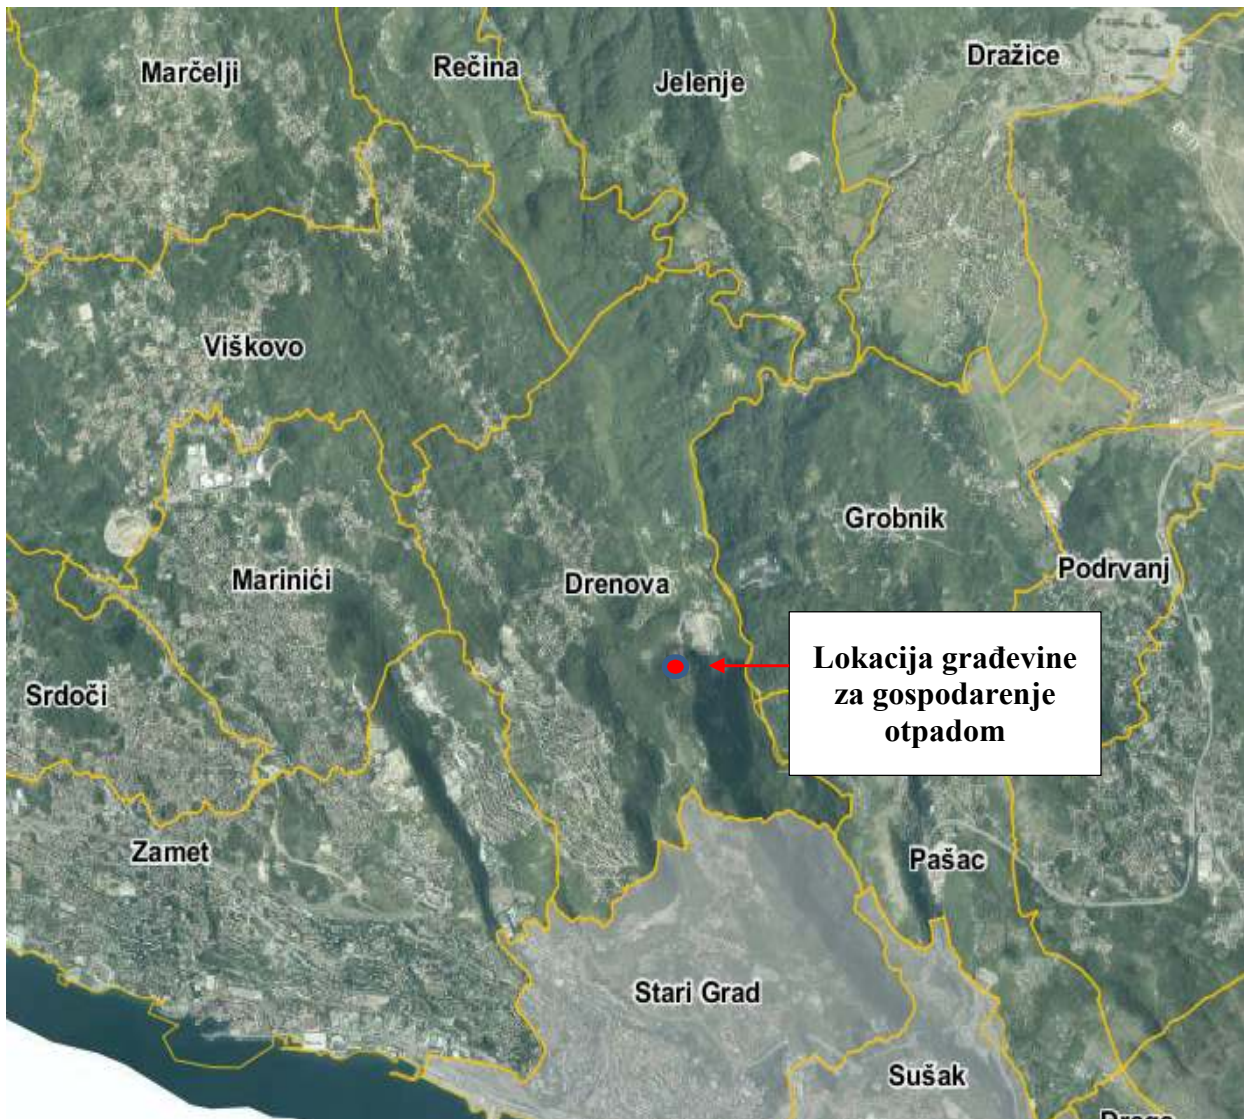 Marčelji
Rečina
Jelenje
Dražice
Viškovo
Grobnik
Marinići
Drenova
Podrvanj
Lokacija građevine
za gospodarenje
otpadom
Srdoči
Zamet
Pašac
Stari Grad
Sušak